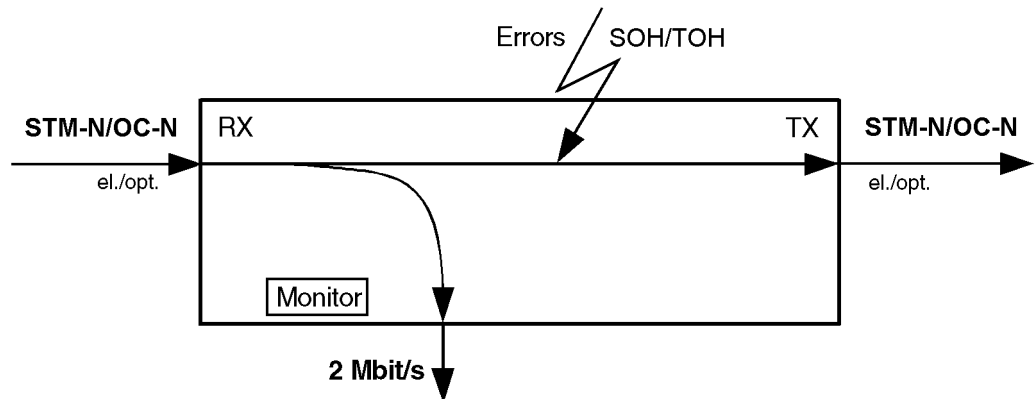 Errors SOH/TOH
STM-N/OC-N RX TX STM-N/OC-N
el./opt. el./opt.
Monitor
2 Mbit/s